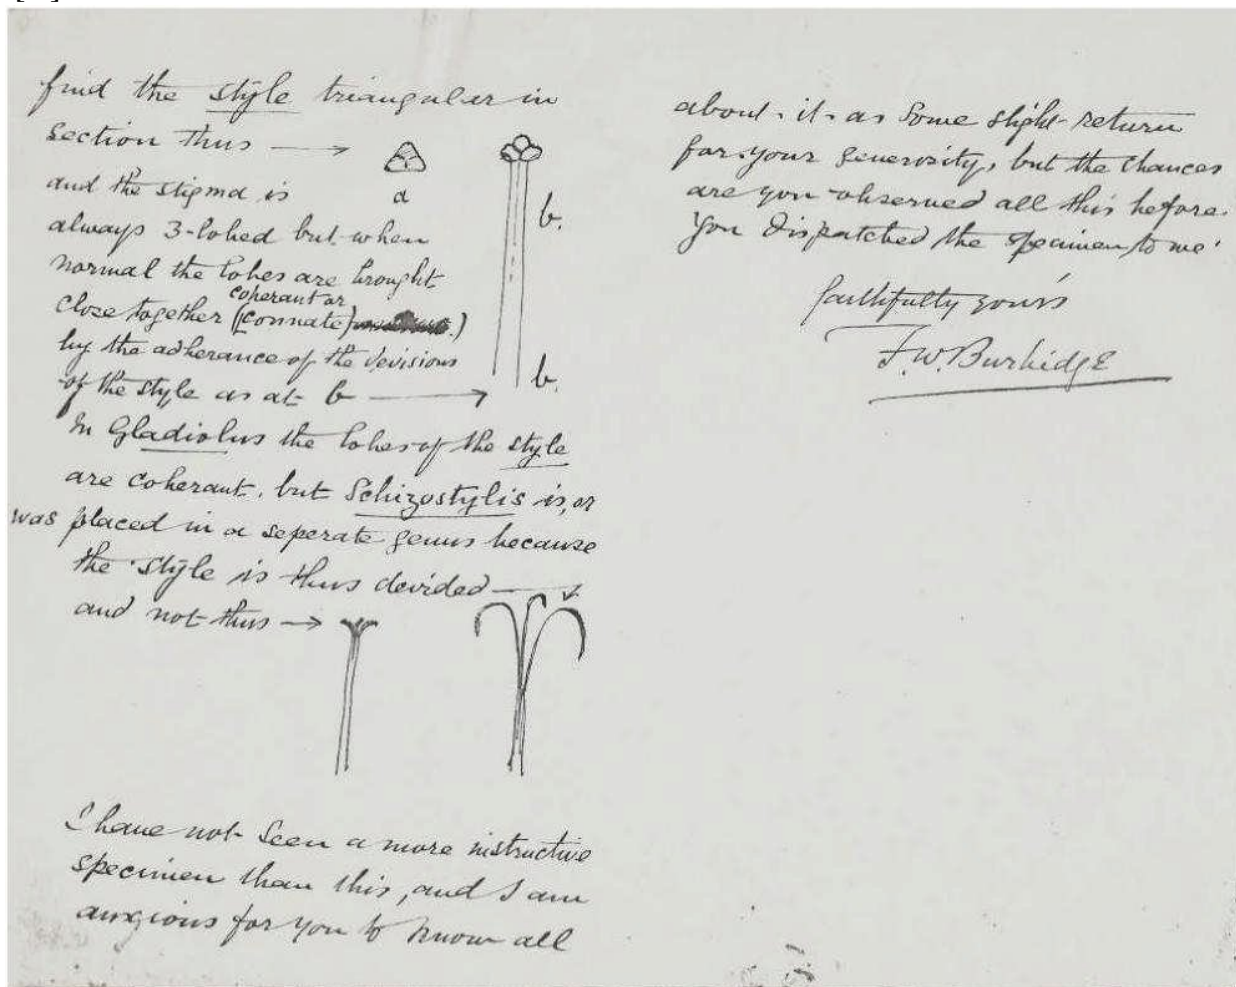 find the style triangular in
section thus
a
b.
and the stigma is
always 3-lobed but when
normal the lobes are brought
coherant or
close together (connate)
by the adherance of the devisions
of the style as at b
b.
In Gladiolus the lobes of the style
are coherant, but Schizostylis is, or
was placed in a seperate genus because
the style is thus devided
and not thus
I have not seen a more instructive
specimen than this, and I am
anxious for you to know all
about it as some slight return
for your generosity, but the chances
are you observed all this before
you dispatched the specimen to me.
faithfully yours
F.W. Burbidge